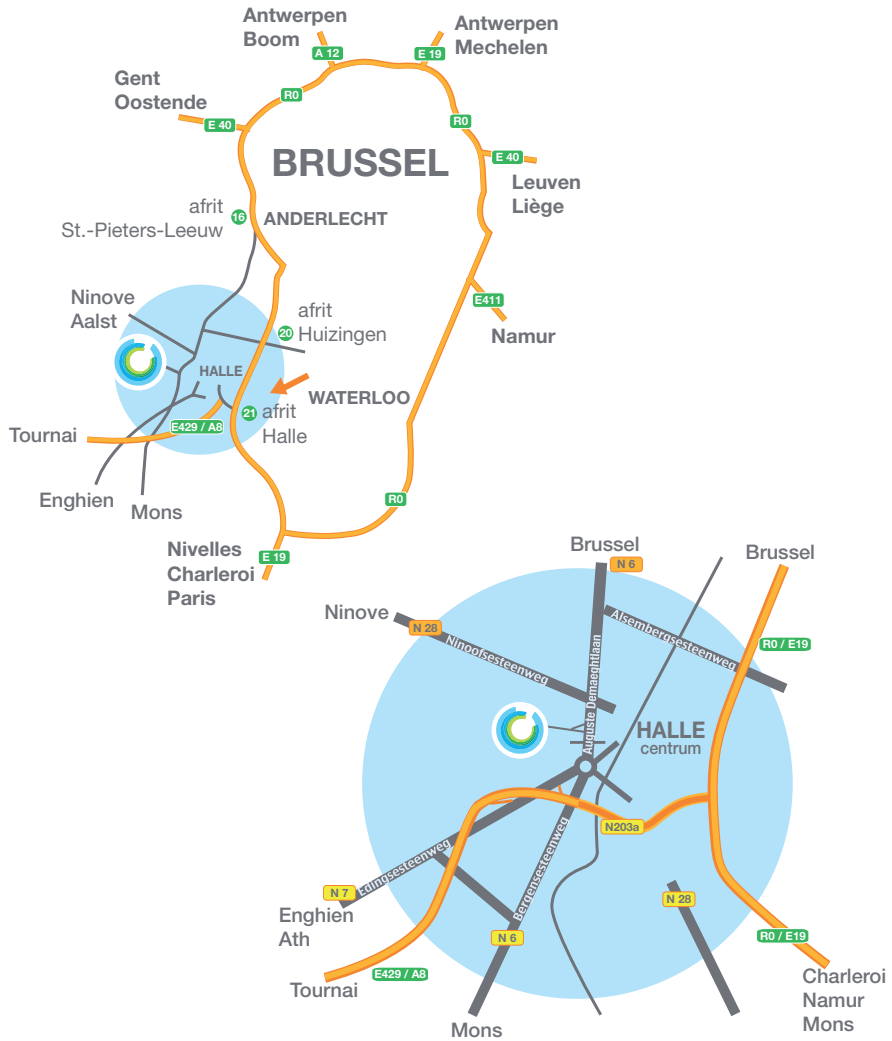 Antwerpen
Boom
Antwerpen
Mechelen
A 12
E 19
Gent
Oostende
R0
R0
E 40
BRUSSEL
E 40
Leuven
Liège
afrit
St.-Pieters-Leeuw
16
ANDERLECHT
Ninove
Aalst
E411
Namur
afrit
Huizingen
20
HALLE
WATERLOO
21
afrit
Halle
E429 / A8
Tournai
Enghien
Mons
R0
E 19
Nivelles
Charleroi
Paris
Brussel
N 6
Brussel
Ninove
N 28
Ninoofsesteenweg
Alsembergsesteenweg
R0 / E19
Auguste Demaeghtlaan
HALLE
centrum
N203a
Edingsesteenweg
Bergensesteenweg
N 7
Enghien
Ath
N 6
N 28
R0 / E19
E429 / A8
Tournai
Charleroi
Namur
Mons
Mons